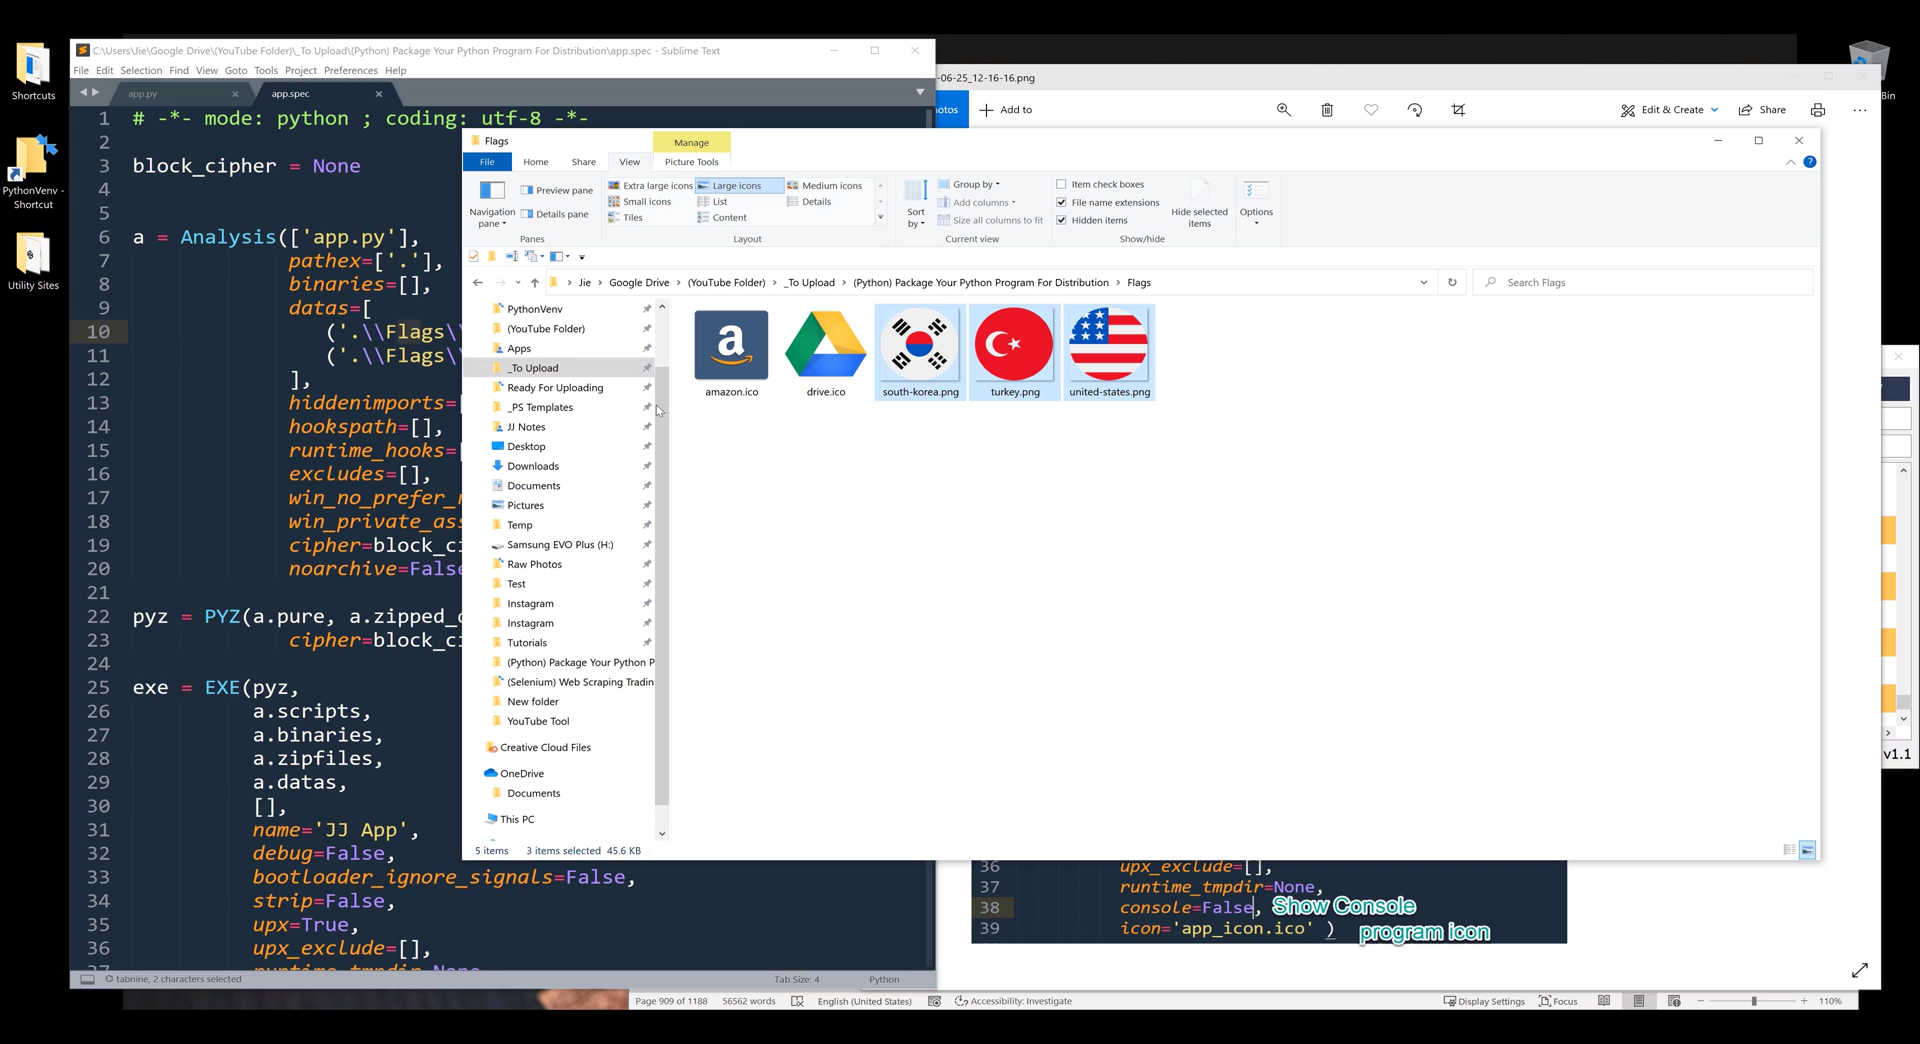 Shortcuts
PythonVenv -
Shortcut
Utility Sites
Bin
C:\Users\Jie\Google Drive\(YouTube Folder)\_To Upload\(Python) Package Your Python Program For Distribution\app.spec - Sublime Text
File Edit Selection Find View Goto Tools Project Preferences Help
app.py
app.spec
1 # -*- mode: python ; coding: utf-8 -*-
2
3 block_cipher = None
4
5
6 a = Analysis(['app.py'],
7 pathex=['.'],
8 binaries=[],
9 datas=[
10 ('.\\Flags\\
11 ('.\\Flags\\
12 ],
13 hiddenimports=[
14 hookspath=[],
15 runtime_hooks=[
16 excludes=[],
17 win_no_prefer_r
18 win_private_ass
19 cipher=block_ci
20 noarchive=False
21
22 pyz = PYZ(a.pure, a.zipped_d
23 cipher=block_ci
24
25 exe = EXE(pyz,
26 a.scripts,
27 a.binaries,
28 a.zipfiles,
29 a.datas,
30 [],
31 name='JJ App',
32 debug=False,
33 bootloader_ignore_signals=False,
34 strip=False,
35 upx=True,
36 upx_exclude=[],
tabnine, 2 characters selected
Tab Size: 4
Python
-06-25_12-16-16.png
otos
Add to
Edit & Create
Share
Flags
Manage
File Home Share View Picture Tools
Navigation
pane
Preview pane
Details pane
Panes
Extra large icons Large icons Medium icons
Small icons List Details
Tiles Content
Layout
Sort
by
Group by
Add columns
Size all columns to fit
Current view
Item check boxes
File name extensions
Hidden items
Hide selected
items
Show/hide
Options
Jie > Google Drive > (YouTube Folder) > _To Upload > (Python) Package Your Python Program For Distribution > Flags
Search Flags
PythonVenv
(YouTube Folder)
Apps
_To Upload
Ready For Uploading
_PS Templates
JJ Notes
Desktop
Downloads
Documents
Pictures
Temp
Samsung EVO Plus (H:)
Raw Photos
Test
Instagram
Instagram
Tutorials
(Python) Package Your Python P
(Selenium) Web Scraping Tradin
New folder
YouTube Tool
Creative Cloud Files
OneDrive
Documents
This PC
a
amazon.ico
drive.ico
south-korea.png
turkey.png
united-states.png
5 items 3 items selected 45.6 KB
v1.1
36 upx_exclude=[],
37 runtime_tmpdir=None,
38 console=False, Show Console
39 icon='app_icon.ico' ) program icon
Page 909 of 1188 56562 words English (United States) Accessibility: Investigate
Display Settings Focus 110%